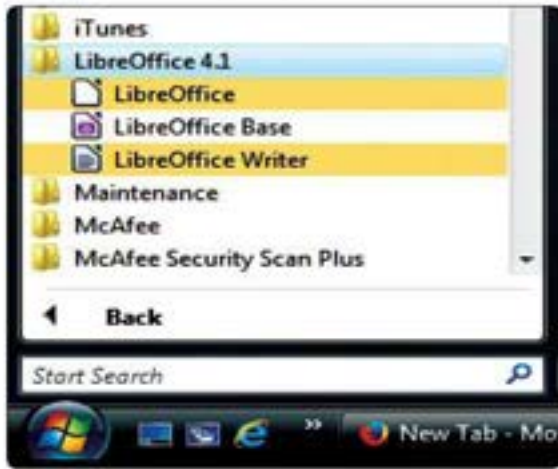 iTunes
LibreOffice 4.1
LibreOffice
LibreOffice Base
LibreOffice Writer
Maintenance
McAfee
McAfee Security Scan Plus
Back
Start Search
» New Tab - Mo